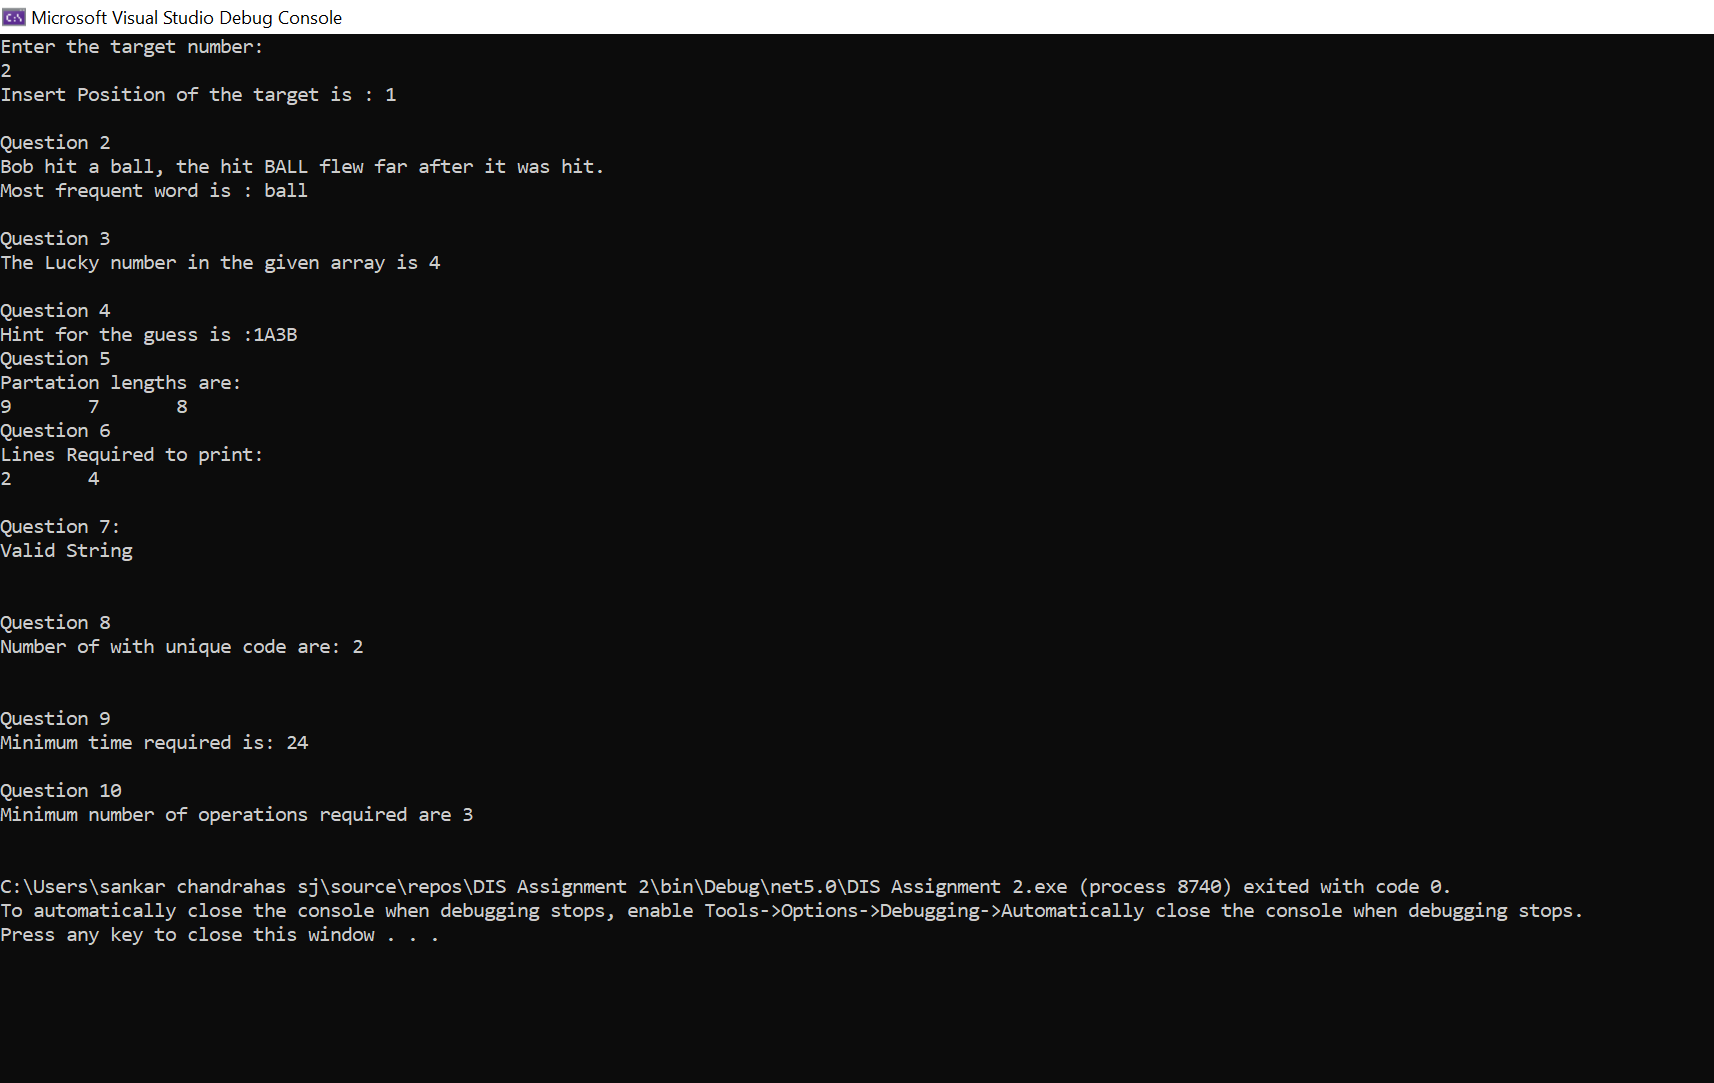 Microsoft Visual Studio Debug Console
Enter the target number:
2
Insert Position of the target is : 1
Question 2
Bob hit a ball, the hit BALL flew far after it was hit.
Most frequent word is : ball
Question 3
The Lucky number in the given array is 4
Question 4
Hint for the guess is :1A3B
Question 5
Partation lengths are:
9 7 8
Question 6
Lines Required to print:
2 4
Question 7:
Valid String
Question 8
Number of with unique code are: 2
Question 9
Minimum time required is: 24
Question 10
Minimum number of operations required are 3
C:\Users\sankar chandrahas sj\source\repos\DIS Assignment 2\bin\Debug\net5.0\DIS Assignment 2.exe (process 8740) exited with code 0.
To automatically close the console when debugging stops, enable Tools->Options->Debugging->Automatically close the console when debugging stops.
Press any key to close this window . . .